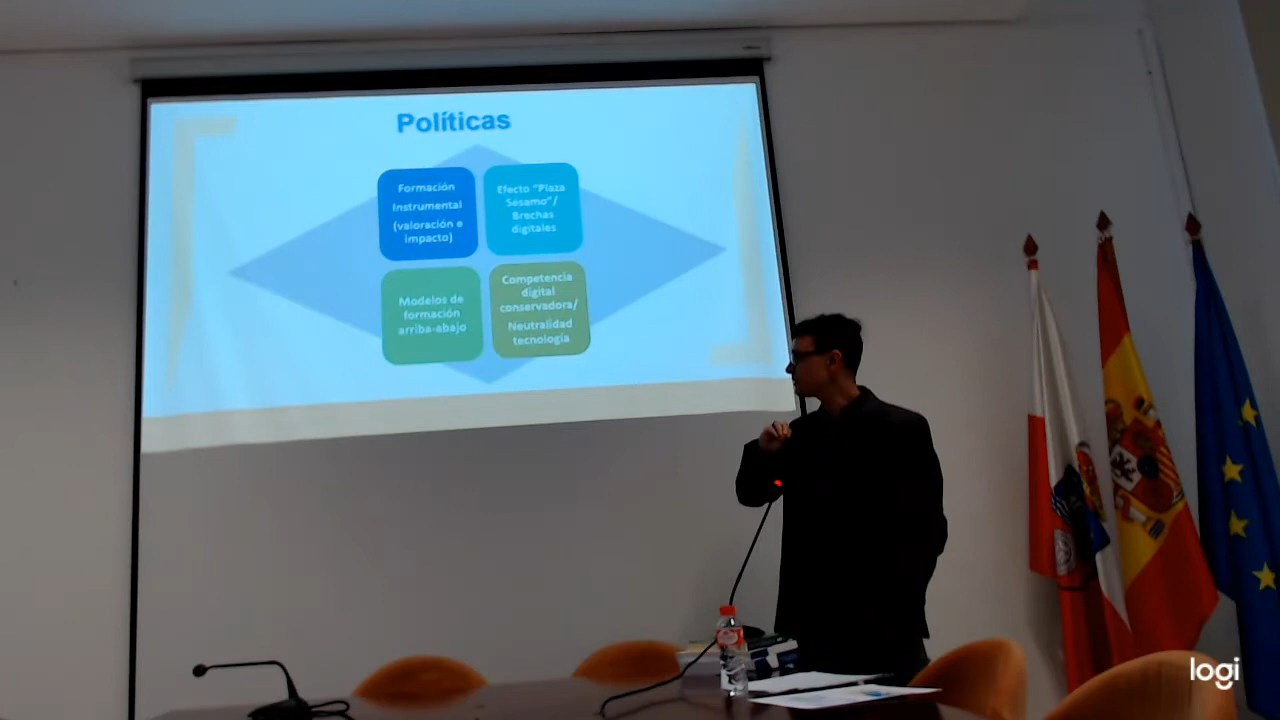 Políticas
Formación
Instrumental
(valoración e
impacto)
Efecto "Plaza
Sésamo"/
Brechas
digitales
Modelos de
formación
arriba-abajo
Competencia
digital
conservadora/
Neutralidad
tecnología
logi